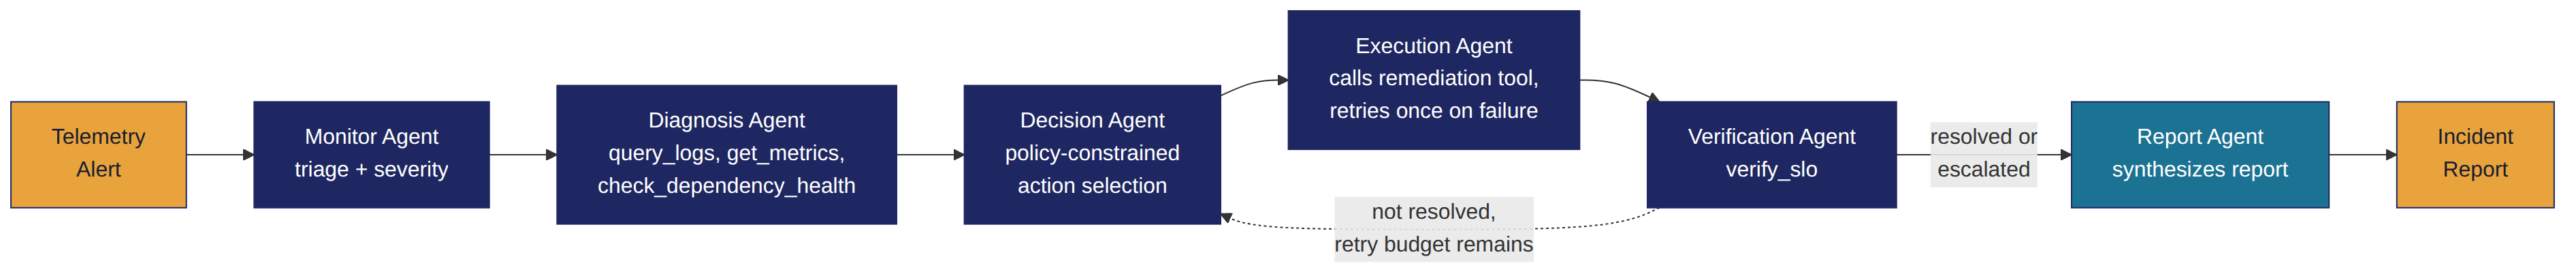 Telemetry
Alert
Monitor Agent
triage + severity
Diagnosis Agent
query_logs, get_metrics,
check_dependency_health
Decision Agent
policy-constrained
action selection
Execution Agent
calls remediation tool,
retries once on failure
not resolved,
retry budget remains
Verification Agent
verify_slo
resolved or
escalated
Report Agent
synthesizes report
Incident
Report